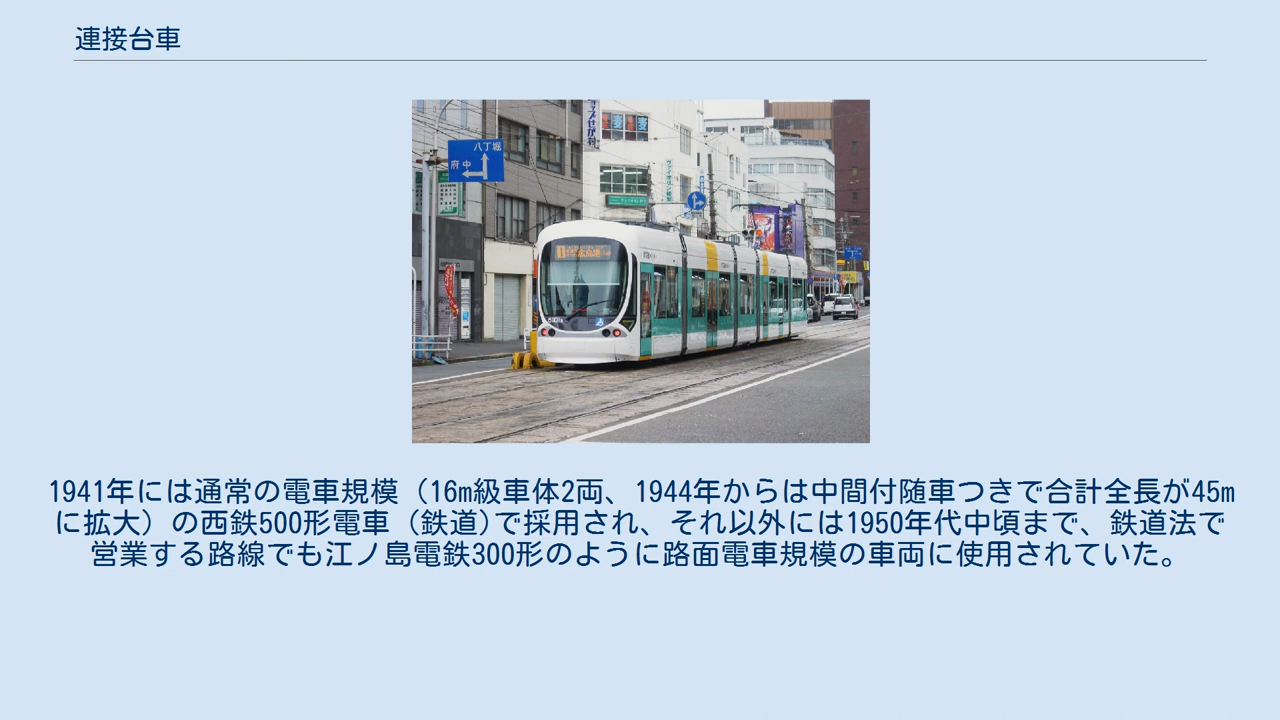 連接台車
八丁堀
府中
1941年には通常の電車規模（16m級車体2両、1944年からは中間付随車つきで合計全長が45m
に拡大）の西鉄500形電車（鉄道)で採用され、それ以外には1950年代中頃まで、鉄道法で
営業する路線でも江ノ島電鉄300形のように路面電車規模の車両に使用されていた。